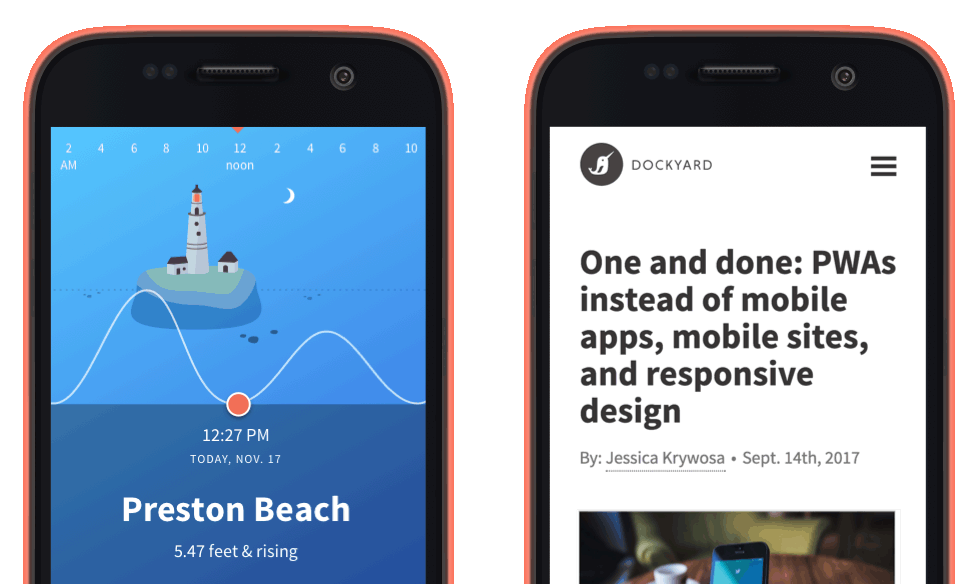 2 4 6 8 10 12 2 4 6 8 10
AM noon
12:27 PM
TODAY, NOV. 17
Preston Beach
5.47 feet & rising
DOCKYARD
One and done: PWAs
instead of mobile
apps, mobile sites,
and responsive
design
By: Jessica Krywosa • Sept. 14th, 2017